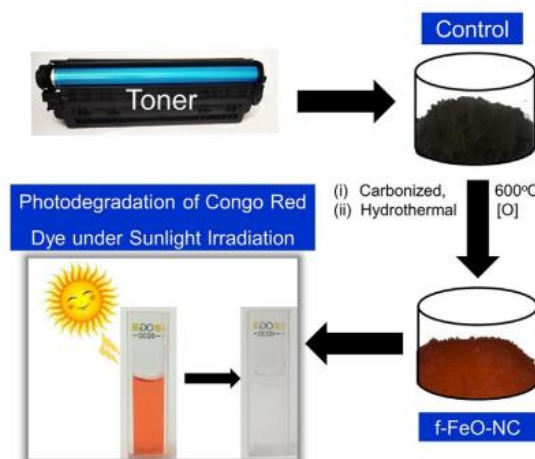 Control
Toner
(i) Carbonized, 600ºC
(ii) Hydrothermal [O]
Photodegradation of Congo Red
Dye under Sunlight Irradiation
f-FeO-NC